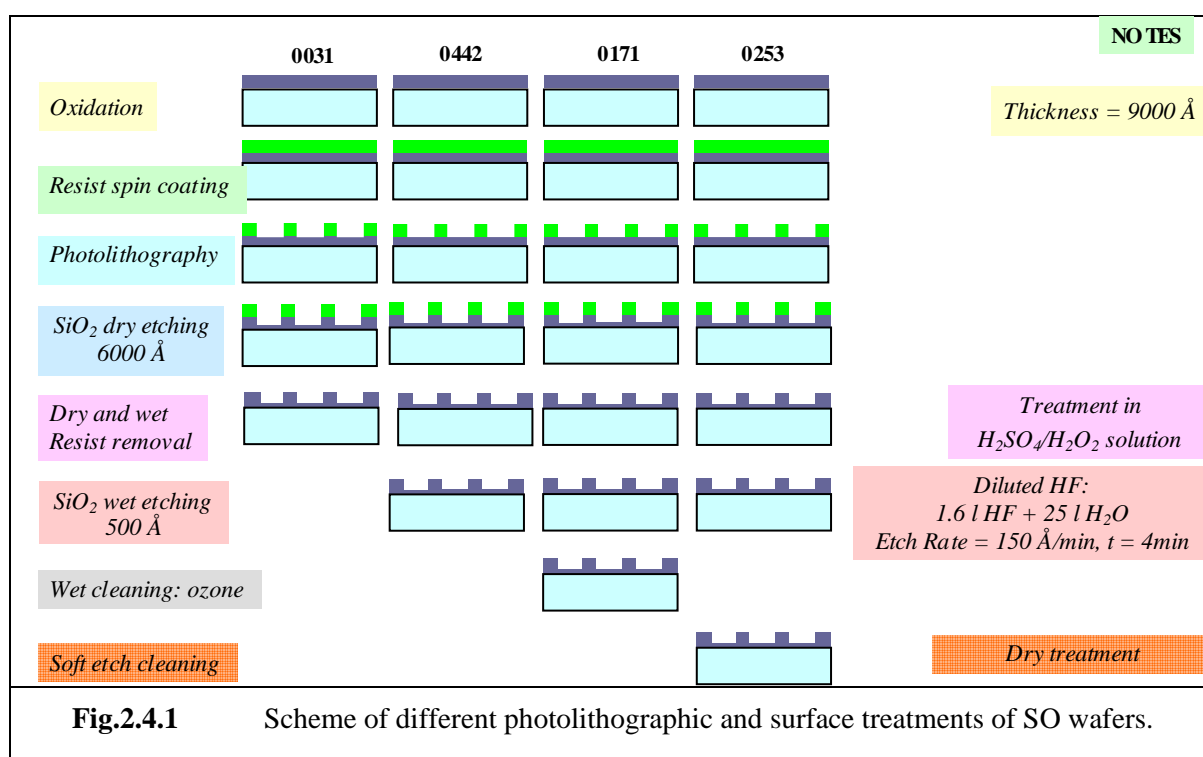 NO TES
0031 0442 0171 0253
Oxidation
Thickness = 9000 Å
Resist spin coating
Photolithography
SiO₂ dry etching
6000 Å
Dry and wet
Resist removal
Treatment in
H₂SO₄/H₂O₂ solution
SiO₂ wet etching
500 Å
Diluted HF:
1.6 l HF + 25 l H₂O
Etch Rate = 150 Å/min, t = 4min
Wet cleaning: ozone
Soft etch cleaning
Dry treatment
Fig.2.4.1 Scheme of different photolithographic and surface treatments of SO wafers.